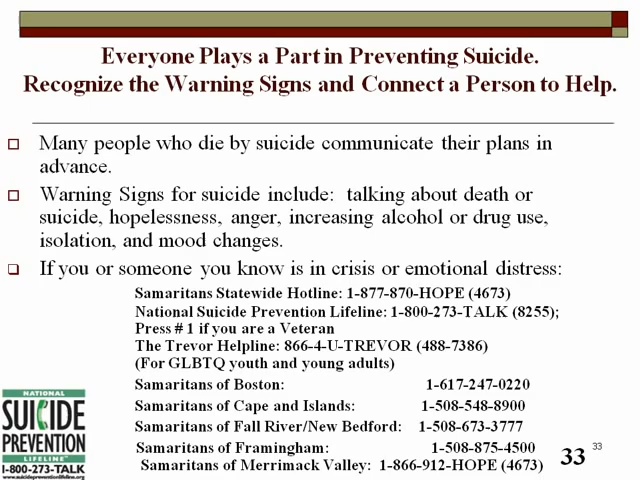 Everyone Plays a Part in Preventing Suicide.
Recognize the Warning Signs and Connect a Person to Help.
Many people who die by suicide communicate their plans in
advance.
Warning Signs for suicide include: talking about death or
suicide, hopelessness, anger, increasing alcohol or drug use,
isolation, and mood changes.
If you or someone you know is in crisis or emotional distress:
Samaritans Statewide Hotline: 1-877-870-HOPE (4673)
National Suicide Prevention Lifeline: 1-800-273-TALK (8255);
Press # 1 if you are a Veteran
The Trevor Helpline: 866-4-U-TREVOR (488-7386)
(For GLBTQ youth and young adults)
Samaritans of Boston: 1-617-247-0220
Samaritans of Cape and Islands: 1-508-548-8900
Samaritans of Fall River/New Bedford: 1-508-673-3777
Samaritans of Framingham: 1-508-875-4500
Samaritans of Merrimack Valley: 1-866-912-HOPE (4673)
NATIONAL
SUICIDE
PREVENTION
LIFELINE
1-800-273-TALK
www.suicidepreventionlifeline.org
33
33